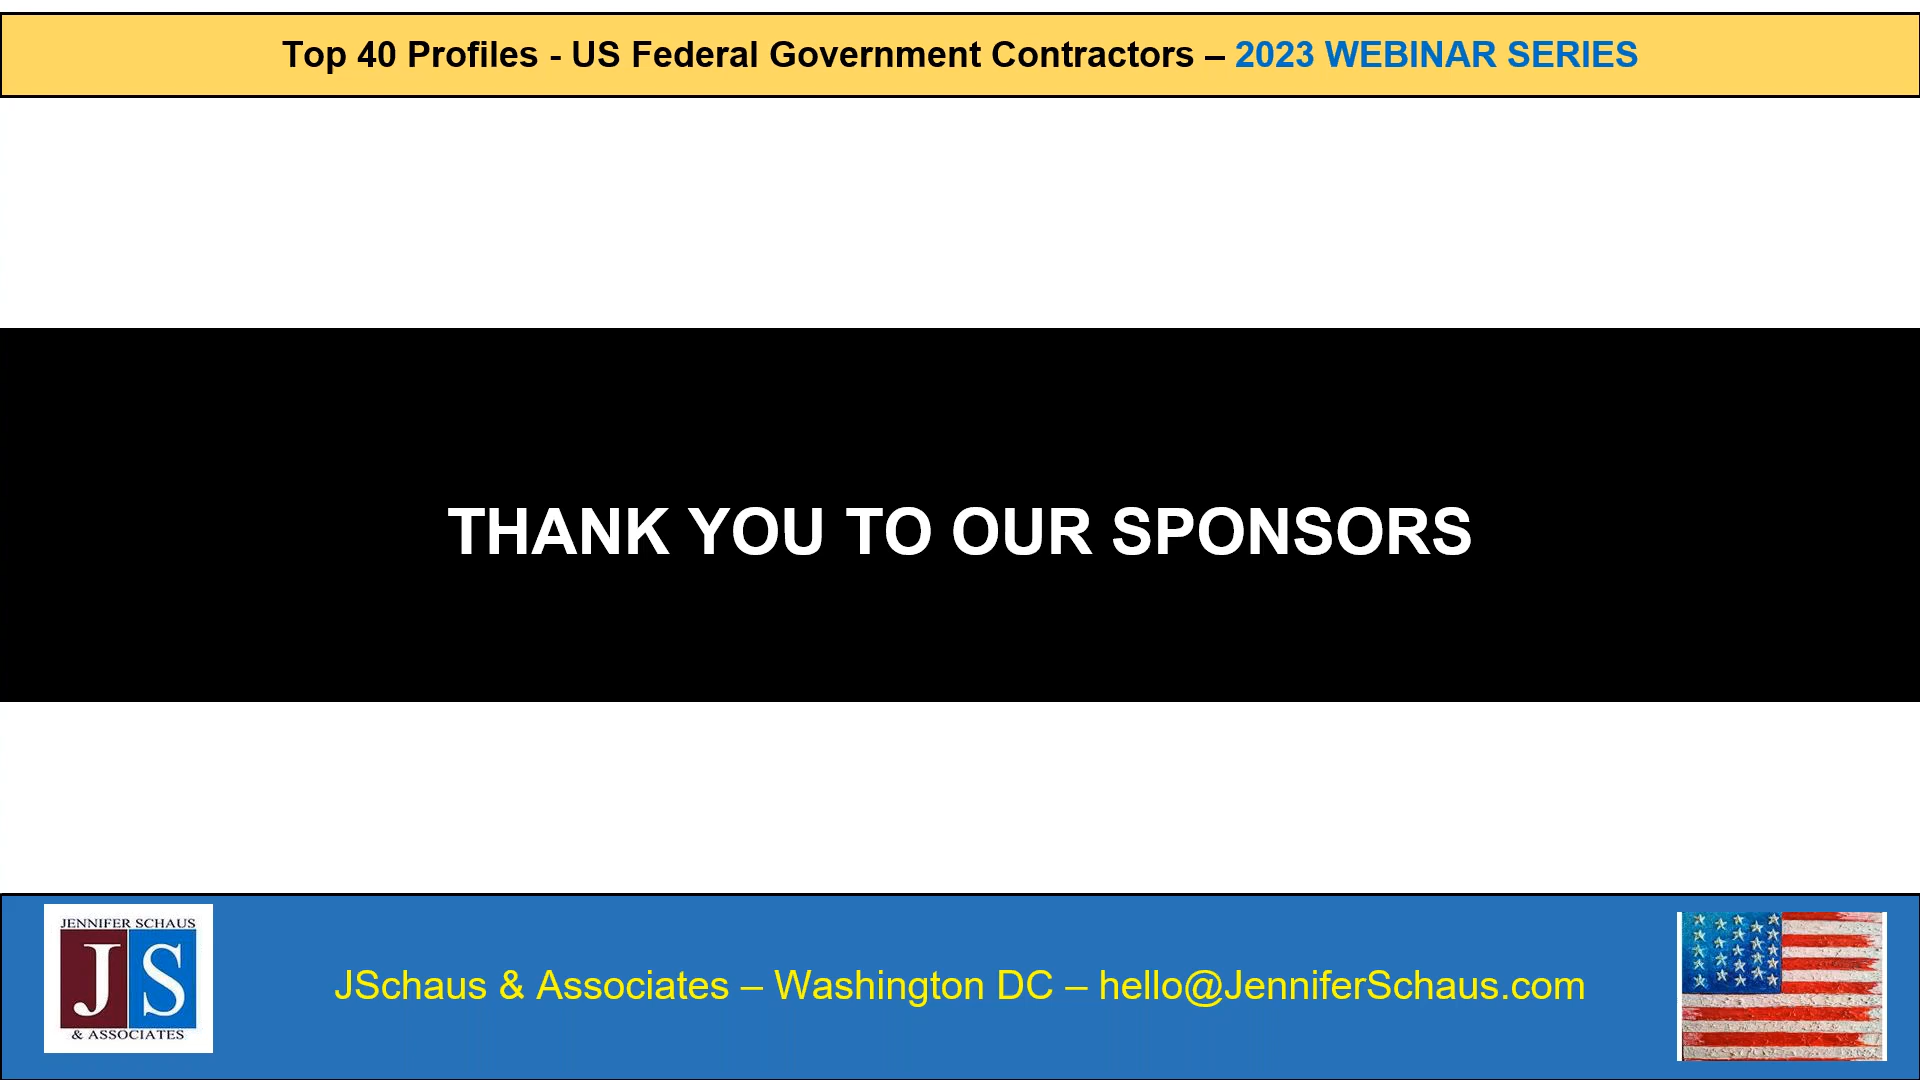 Top 40 Profiles - US Federal Government Contractors – 2023 WEBINAR SERIES
THANK YOU TO OUR SPONSORS
JENNIFER SCHAUS
JS
& ASSOCIATES
JSchaus & Associates – Washington DC – hello@JenniferSchaus.com